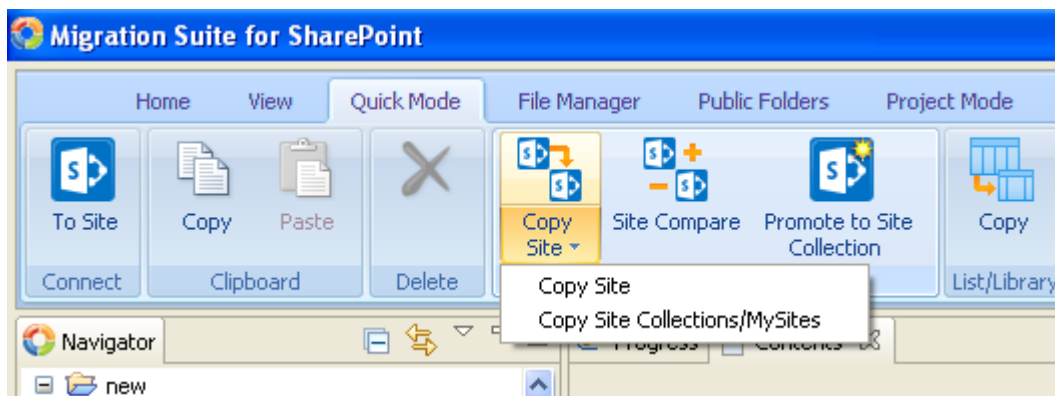 Migration Suite for SharePoint
Home View Quick Mode File Manager Public Folders Project Mode
To Site Copy Paste Copy Site Site Compare Promote to Site Collection Copy
Connect Clipboard Delete List/Library
Copy Site
Copy Site Collections/MySites
Navigator Progress Contents
new